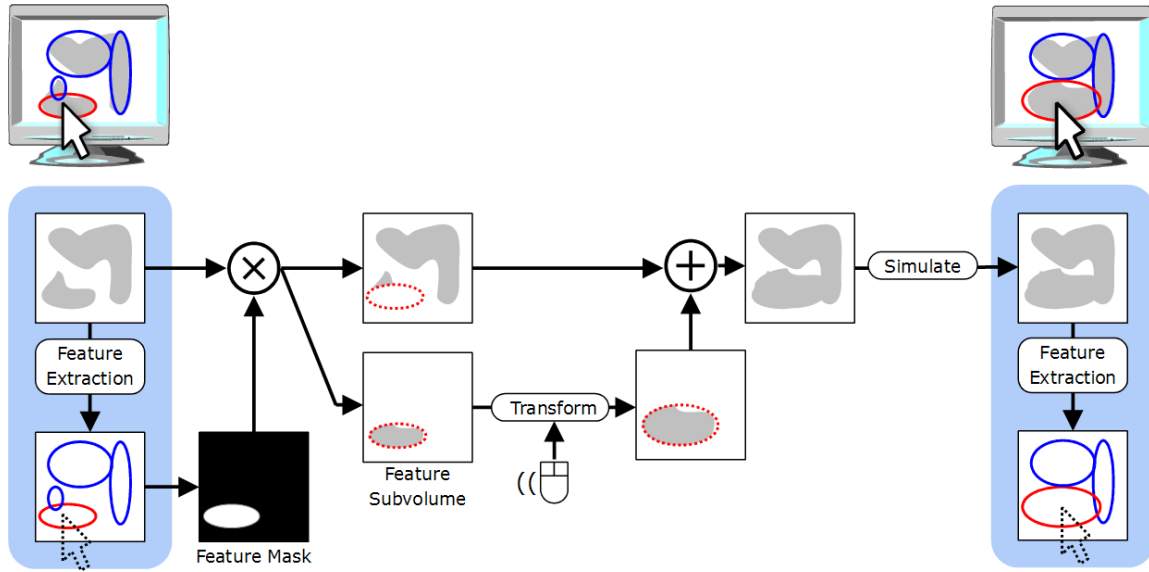 Simulate
Feature
Extraction
Feature
Extraction
Transform
((
Feature
Subvolume
Feature Mask